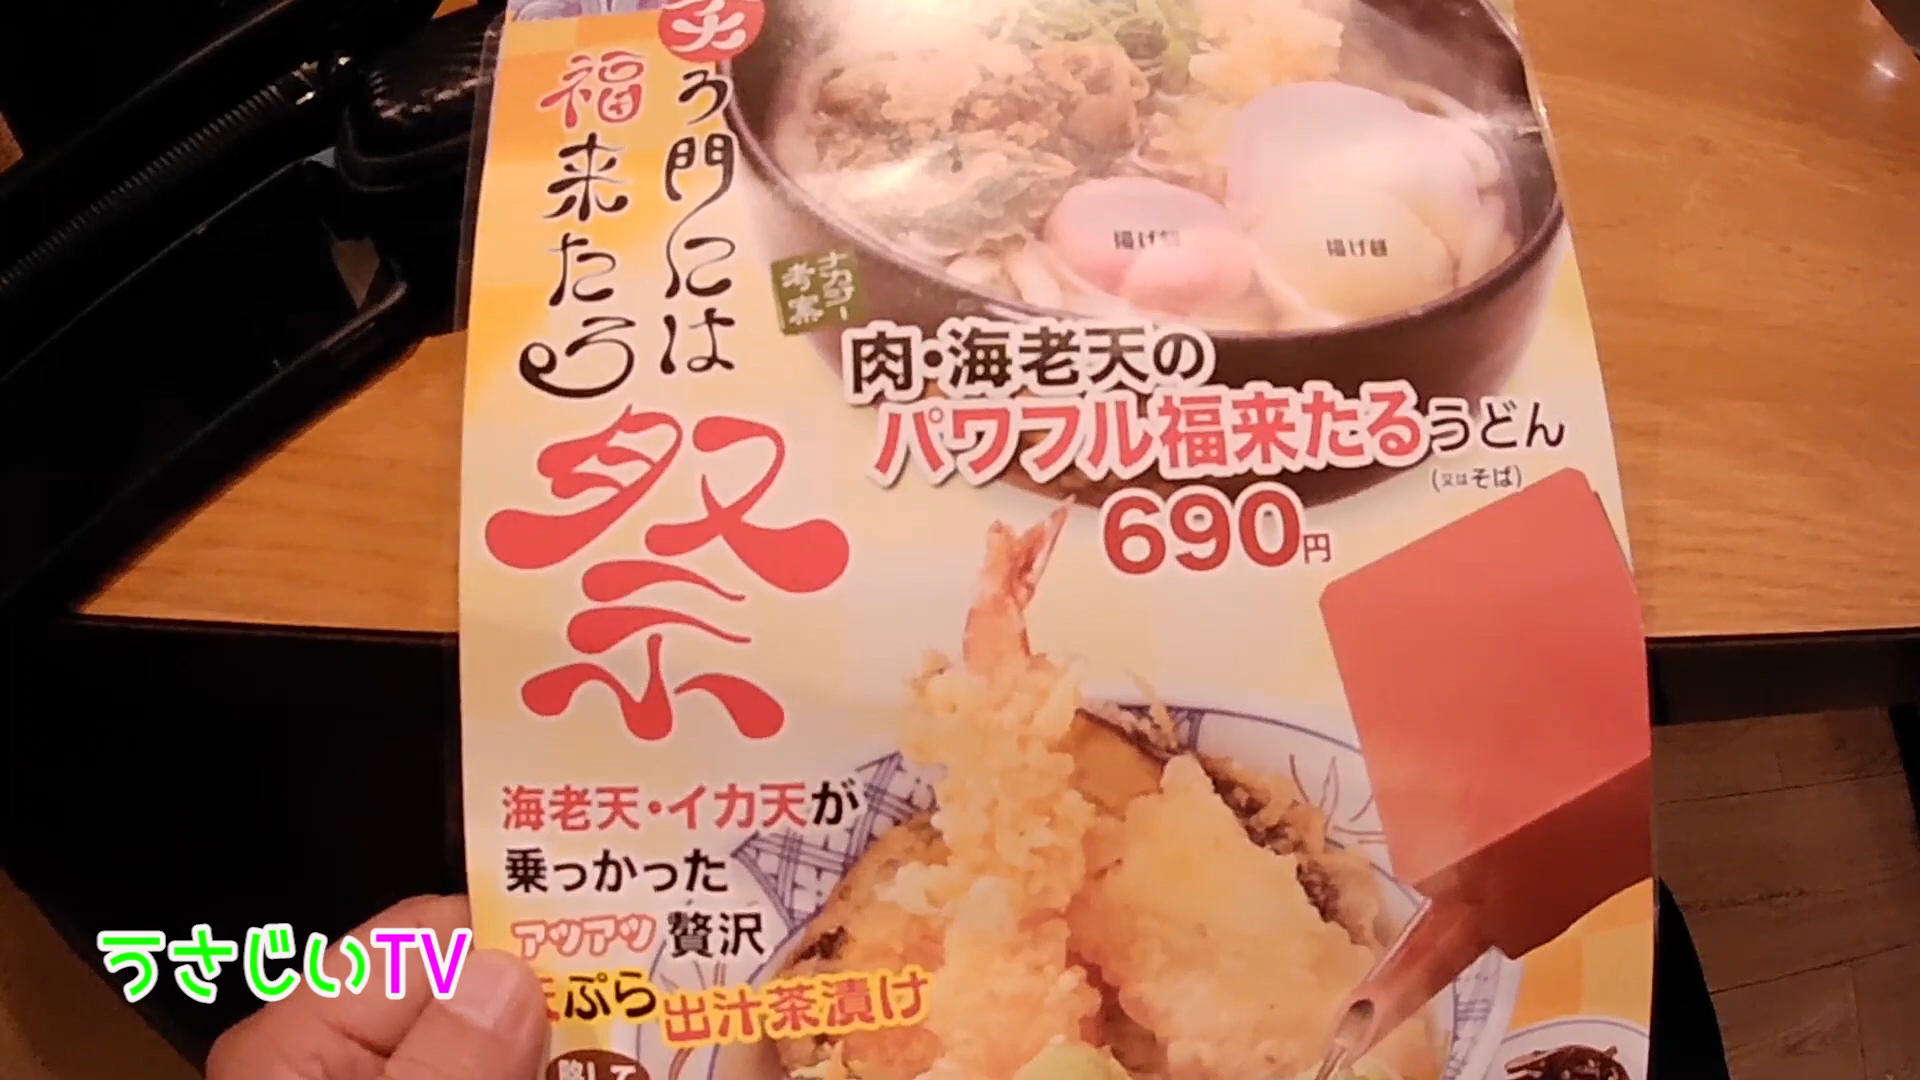 笑う門には
福来たる
祭
揚げ餅
揚げ餅
ナカゴー
考案
肉・海老天の
パワフル福来たるうどん
(又はそば)
690円
海老天・イカ天が
乗っかった
アツアツ贅沢
天ぷら出汁茶漬け
略して
うさじいTV